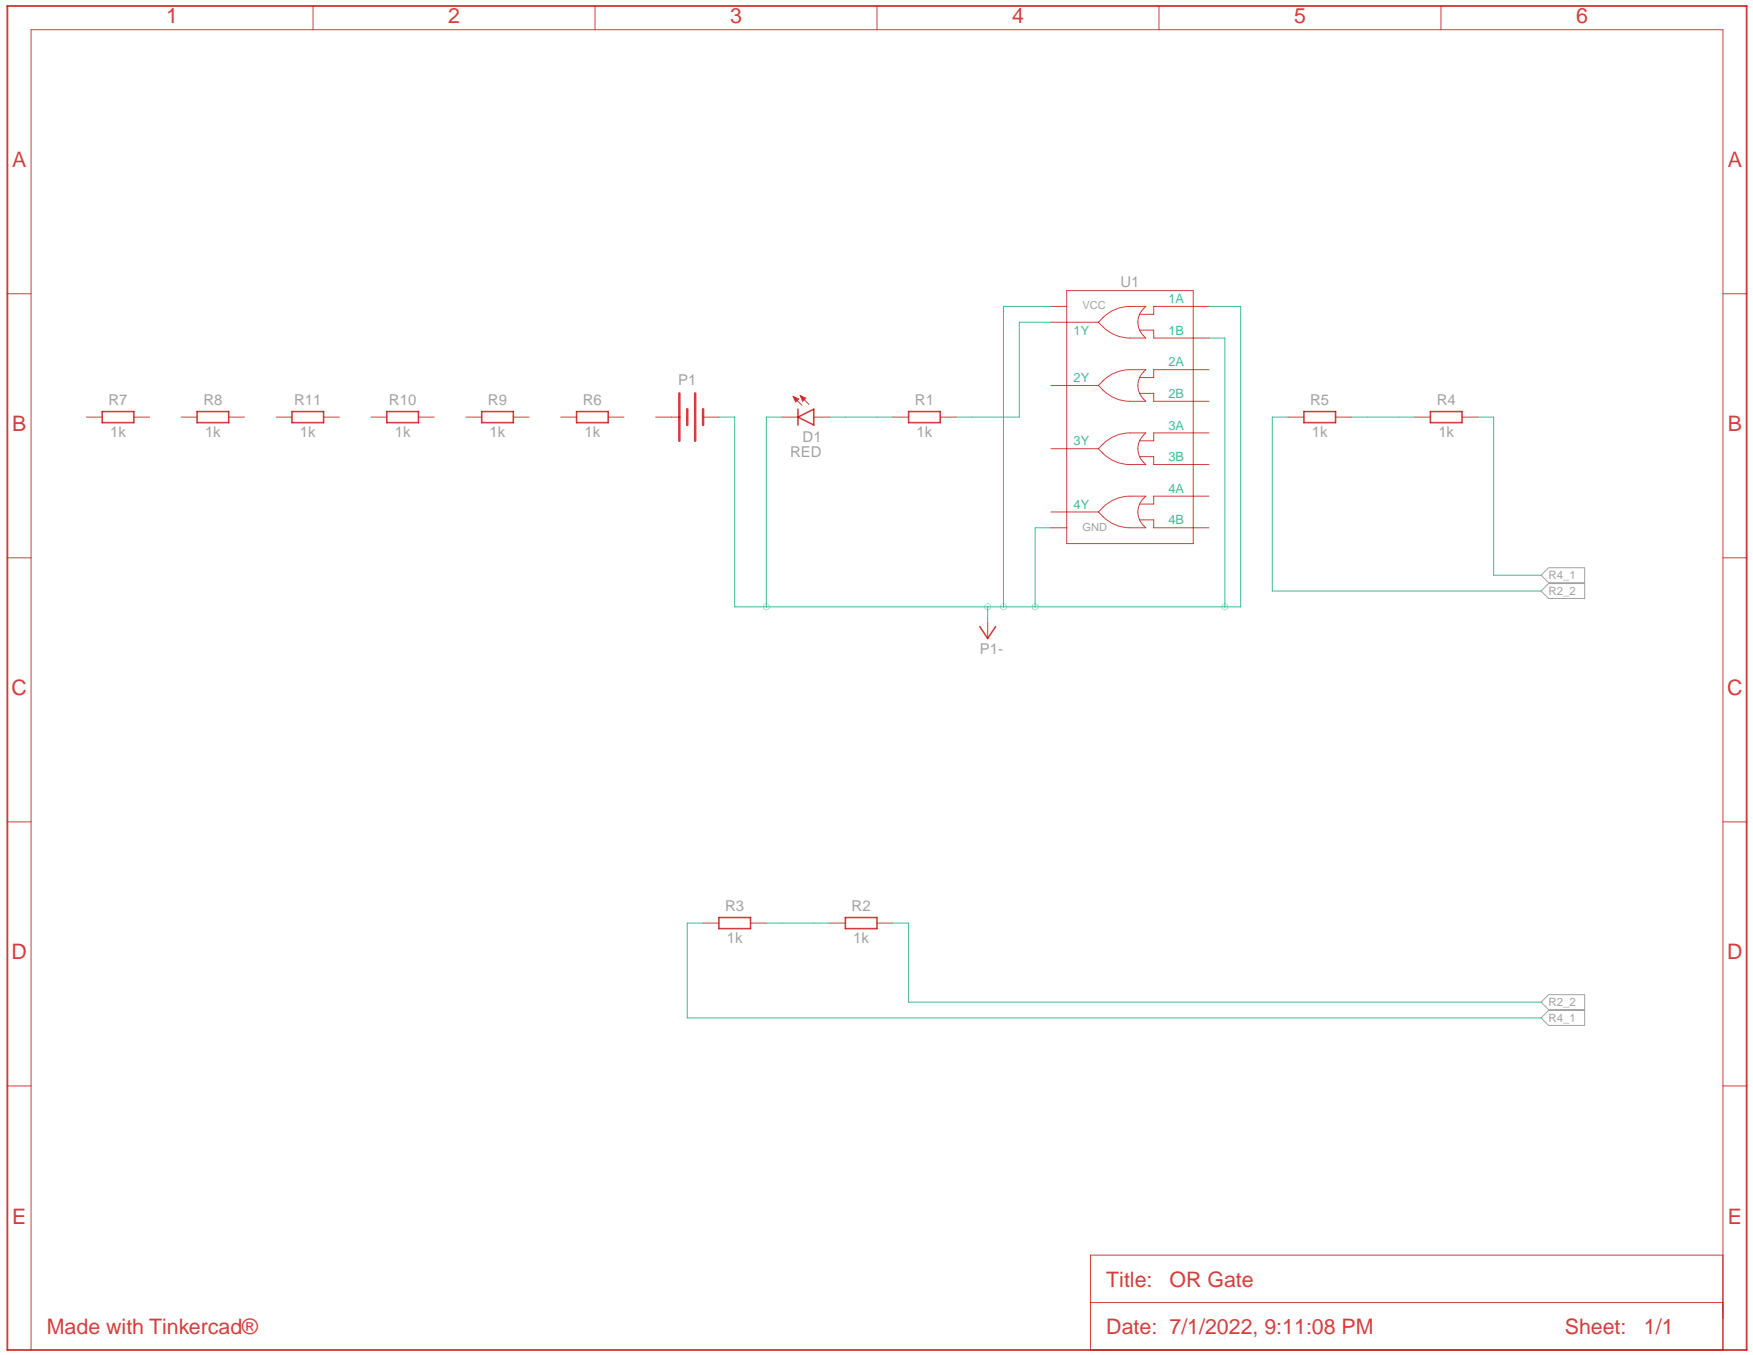 1 2 3 4 5 6
A A
U1
VCC 1A
1Y 1B
2A
2Y
2B
3A
3Y
3B
4A
4Y
GND 4B
B B
R7 R8 R11 R10 R9 R6 P1 R1 R5 R4
1k 1k 1k 1k 1k 1k 1k 1k 1k
D1
RED
R4_1
R2_2
P1-
C C
R3 R2
1k 1k
D D
R2_2
R4_1
E E
Title: OR Gate
Made with Tinkercad®
Date: 7/1/2022, 9:11:08 PM Sheet: 1/1